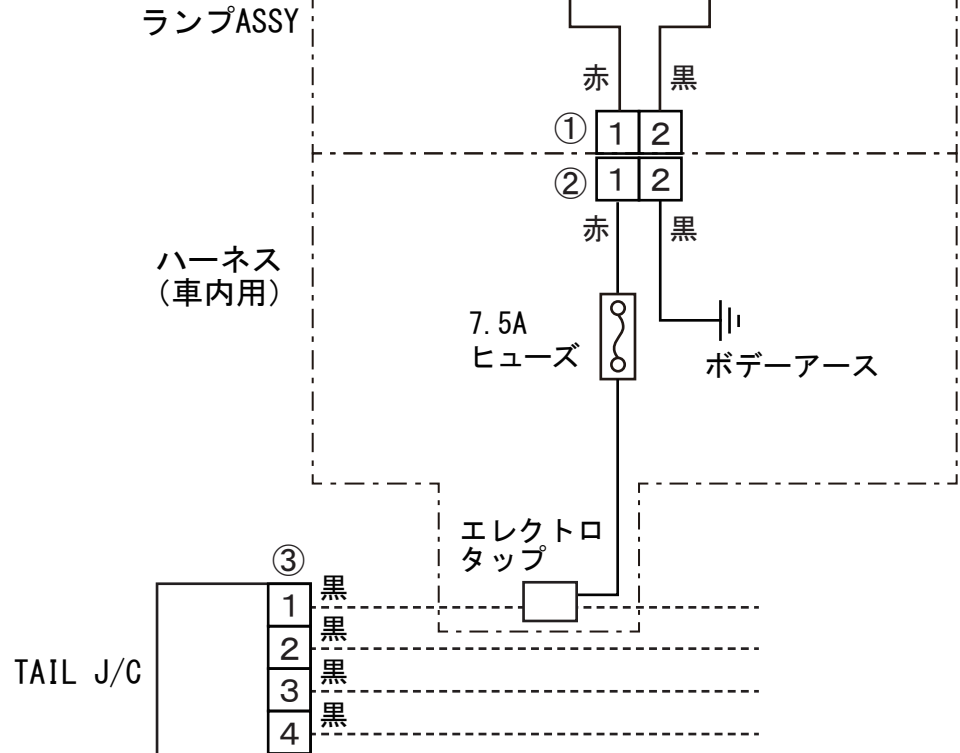 ランプASSY
赤 黒
① 1 2
② 1 2
赤 黒
ハーネス
（車内用）
7.5A
ヒューズ
ボデーアース
エレクトロ
タップ
③
1 黒
2 黒
TAIL J/C
3 黒
4 黒